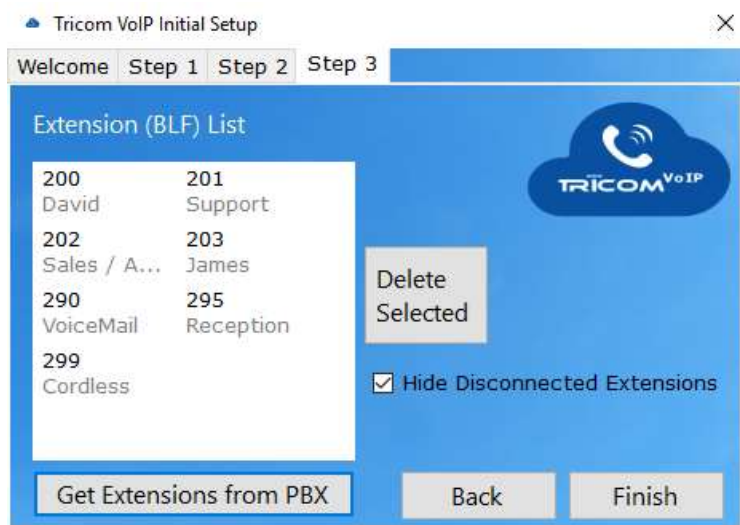 Tricom VoIP Initial Setup
Welcome Step 1 Step 2 Step 3
Extension (BLF) List
TRICOM VoIP
200 201
David Support
202 203
Sales / A... James
290 295
VoiceMail Reception
299
Cordless
Delete
Selected
Hide Disconnected Extensions
Get Extensions from PBX Back Finish